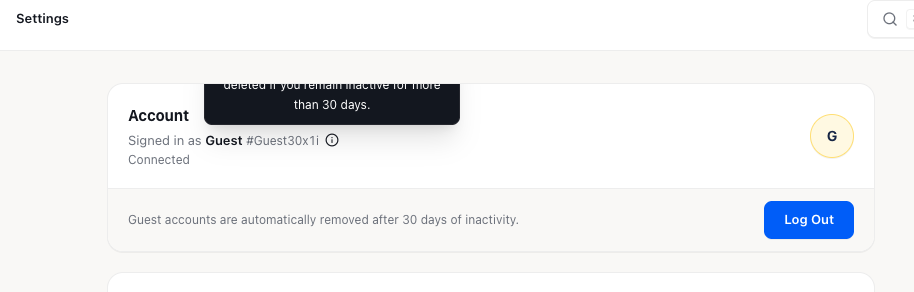 Settings
deleted if you remain inactive for more
than 30 days.
Account
Signed in as Guest #Guest30x1i
Connected
G
Guest accounts are automatically removed after 30 days of inactivity.
Log Out